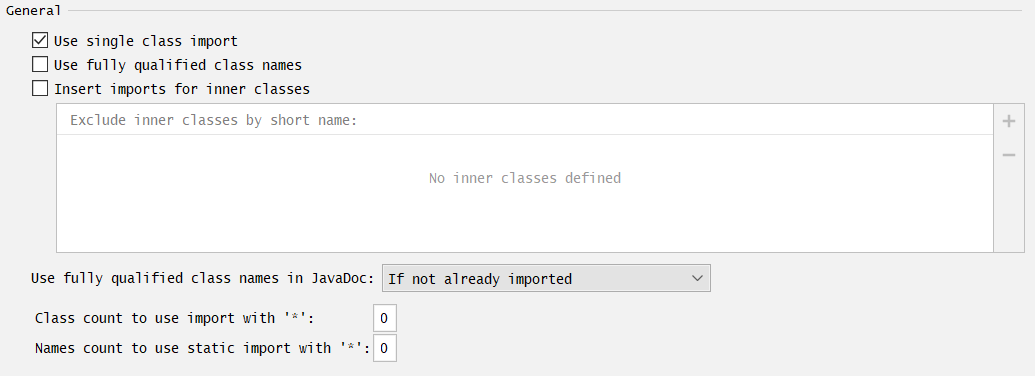 General
Use single class import
Use fully qualified class names
Insert imports for inner classes
Exclude inner classes by short name:
No inner classes defined
Use fully qualified class names in JavaDoc: If not already imported
Class count to use import with '*': 0
Names count to use static import with '*': 0